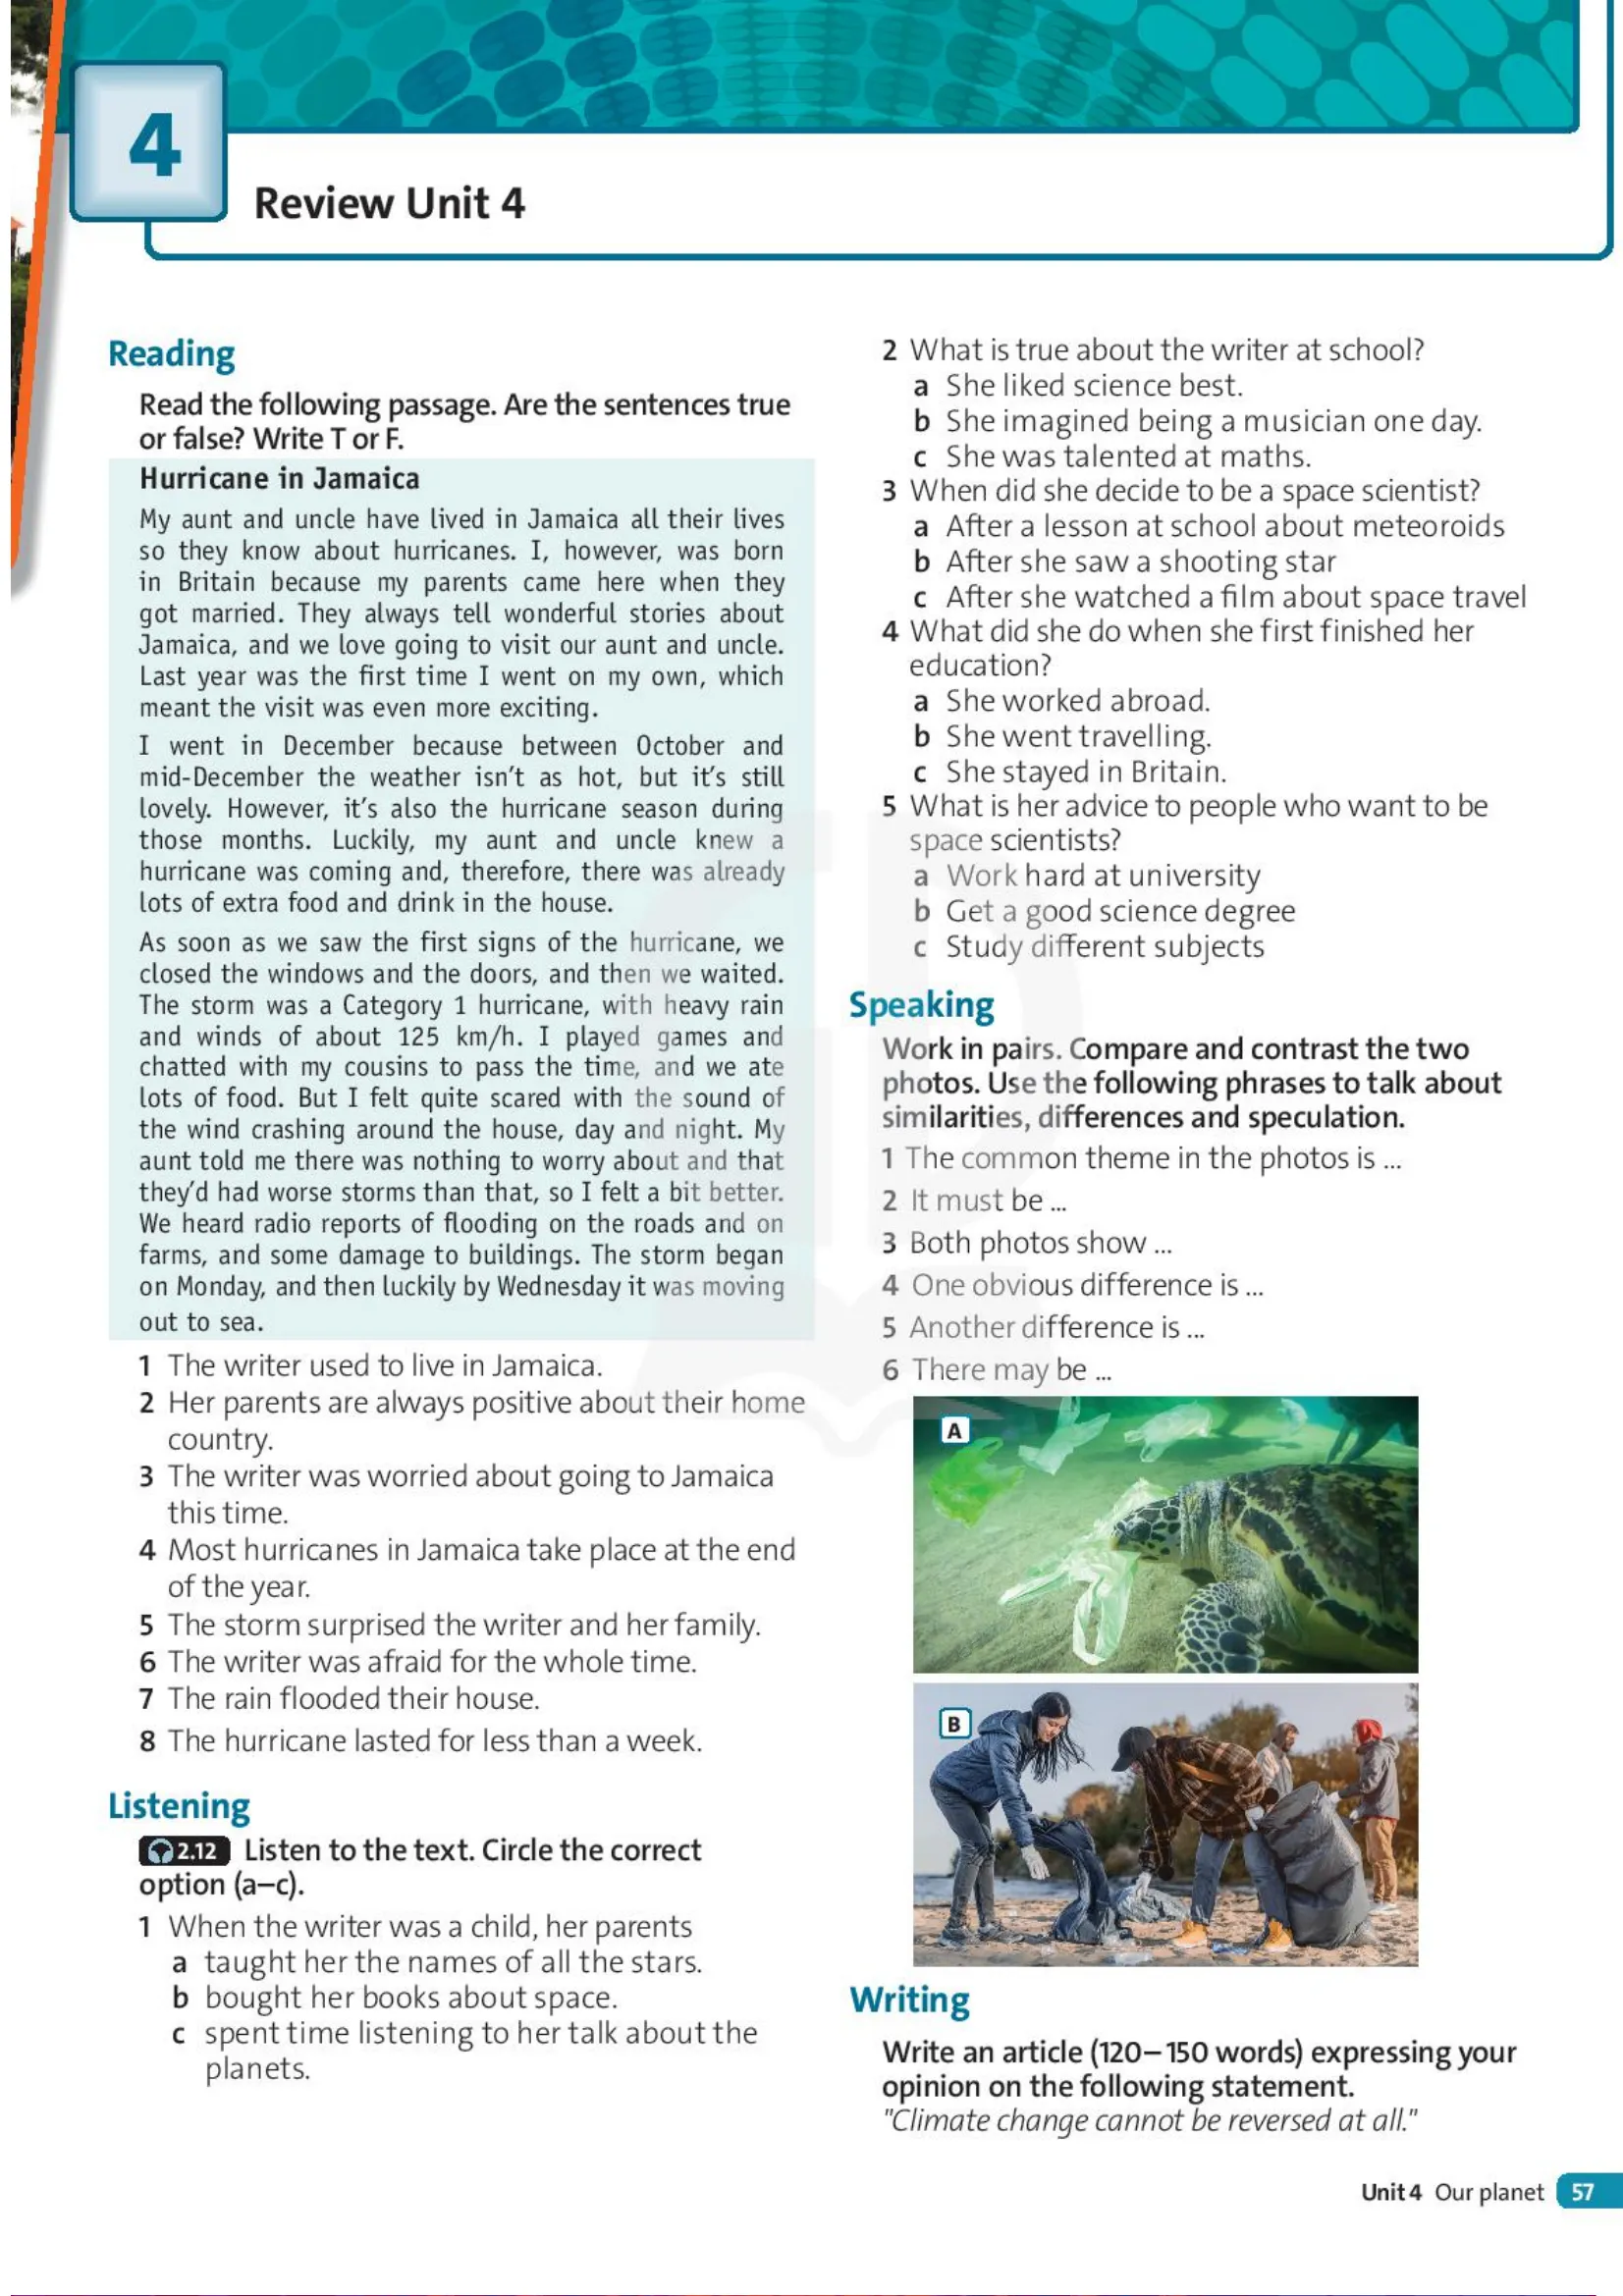 4
Review Unit 4
Reading
Read the following passage. Are the sentences true
or false? Write T or F.
Hurricane in Jamaica
My aunt and uncle have lived in Jamaica all their lives
so they know about hurricanes. I, however, was born
in Britain because my parents came here when they
got married. They always tell wonderful stories about
Jamaica, and we love going to visit our aunt and uncle.
Last year was the first time I went on my own, which
meant the visit was even more exciting.
I went in December because between October and
mid-December the weather isn't as hot, but it's still
lovely. However, it's also the hurricane season during
those months. Luckily, my aunt and uncle knew a
hurricane was coming and, therefore, there was already
lots of extra food and drink in the house.
As soon as we saw the first signs of the hurricane, we
closed the windows and the doors, and then we waited.
The storm was a Category 1 hurricane, with heavy rain
and winds of about 125 km/h. I played games and
chatted with my cousins to pass the time, and we ate
lots of food. But I felt quite scared with the sound of
the wind crashing around the house, day and night. My
aunt told me there was nothing to worry about and that
they'd had worse storms than that, so I felt a bit better.
We heard radio reports of flooding on the roads and on
farms, and some damage to buildings. The storm began
on Monday, and then luckily by Wednesday it was moving
out to sea.
1 The writer used to live in Jamaica.
2 Her parents are always positive about their home
country.
3 The writer was worried about going to Jamaica
this time.
4 Most hurricanes in Jamaica take place at the end
of the year.
5 The storm surprised the writer and her family.
6 The writer was afraid for the whole time.
7 The rain flooded their house.
8 The hurricane lasted for less than a week.
Listening
2.12 Listen to the text. Circle the correct
option (a–c).
1 When the writer was a child, her parents
a taught her the names of all the stars.
b bought her books about space.
c spent time listening to her talk about the
planets.
2 What is true about the writer at school?
a She liked science best.
b She imagined being a musician one day.
c She was talented at maths.
3 When did she decide to be a space scientist?
a After a lesson at school about meteoroids
b After she saw a shooting star
c After she watched a film about space travel
4 What did she do when she first finished her
education?
a She worked abroad.
b She went travelling.
c She stayed in Britain.
5 What is her advice to people who want to be
space scientists?
a Work hard at university
b Get a good science degree
c Study different subjects
Speaking
Work in pairs. Compare and contrast the two
photos. Use the following phrases to talk about
similarities, differences and speculation.
1 The common theme in the photos is ...
2 It must be ...
3 Both photos show ...
4 One obvious difference is ...
5 Another difference is ...
6 There may be ...
A
B
Writing
Write an article (120–150 words) expressing your
opinion on the following statement.
"Climate change cannot be reversed at all."
Unit 4 Our planet 57